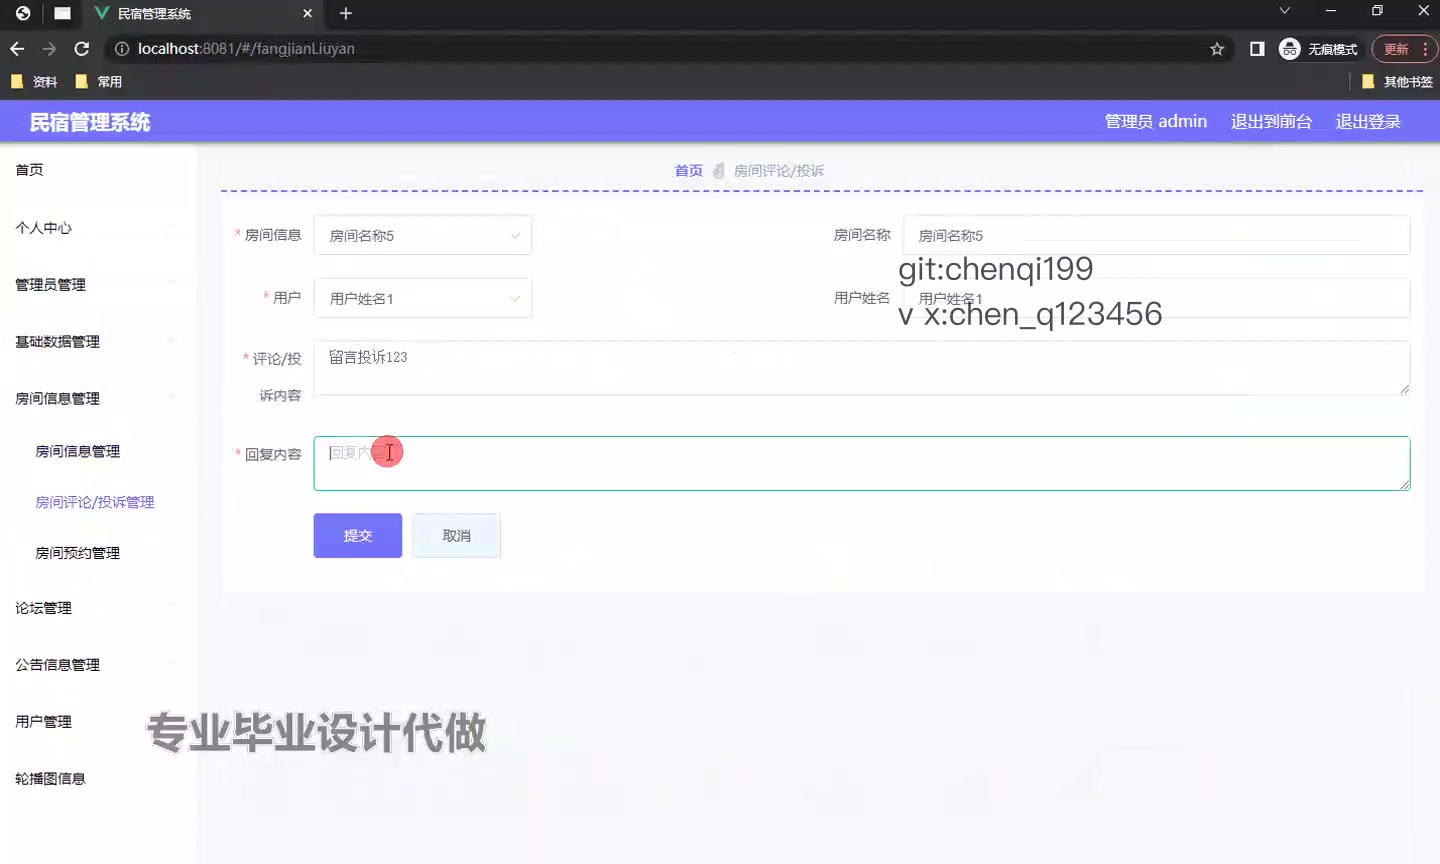 民宿管理系统
localhost:8081/#/fangjianLiuyan
无痕模式
更新
资料
常用
其他书签
民宿管理系统
管理员 admin
退出到前台
退出登录
首页
个人中心
管理员管理
基础数据管理
房间信息管理
房间信息管理
房间评论/投诉管理
房间预约管理
论坛管理
公告信息管理
用户管理
轮播图信息
首页
房间评论/投诉
* 房间信息
房间名称5
房间名称
房间名称5
* 用户
用户姓名1
用户姓名
用户姓名1
* 评论/投
诉内容
留言投诉123
* 回复内容
回复内
提交
取消
git:chenqi199
v x:chen_q123456
专业毕业设计代做